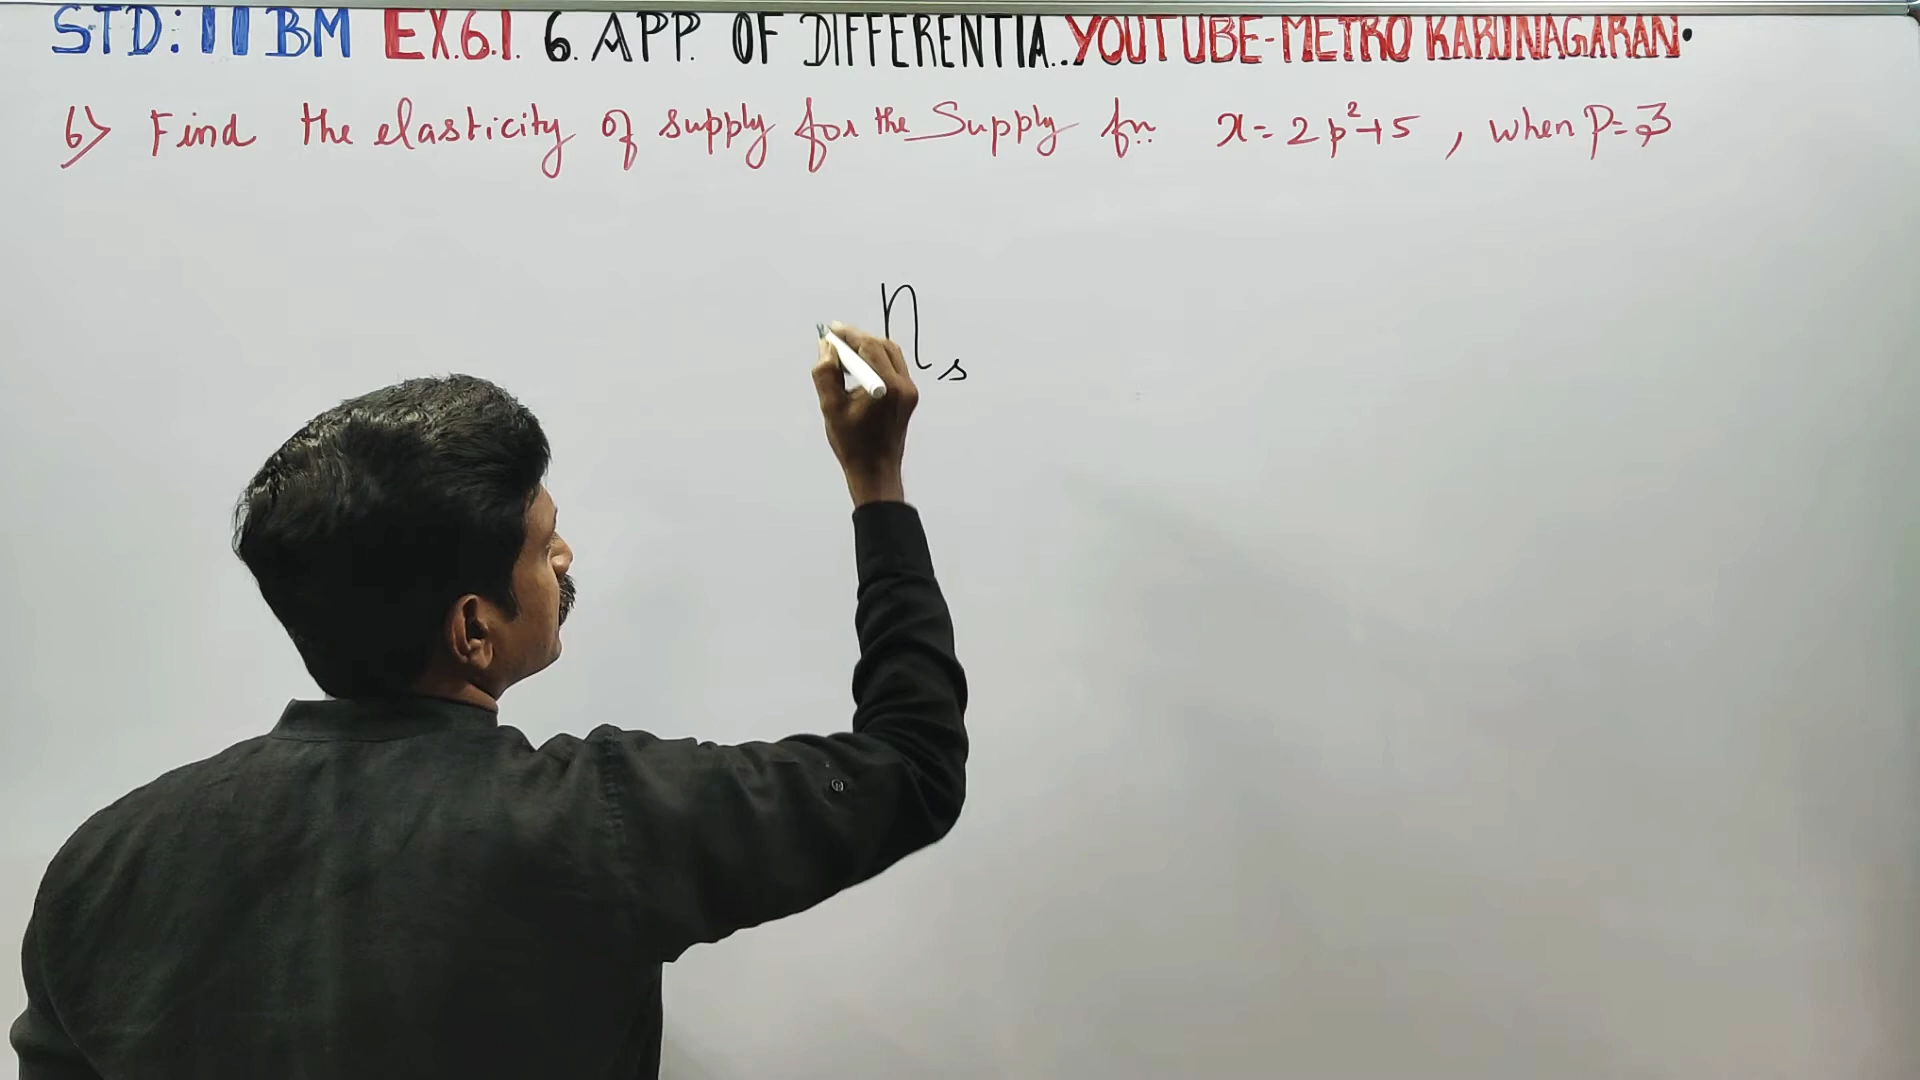 STD: 11 BM EX.6.1. 6. APP. OF DIFFERENTIA.. YOUTUBE-METRO KARUNAGARAN.
6) Find the elasticity of supply for the Supply fn.. x = 2p²+5, when P=3
ηs